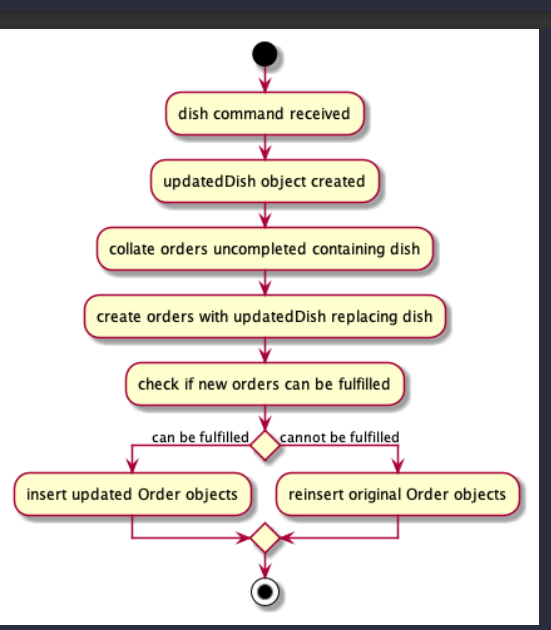 dish command received
updatedDish object created
collate orders uncompleted containing dish
create orders with updatedDish replacing dish
check if new orders can be fulfilled
can be fulfilled
cannot be fulfilled
insert updated Order objects
reinsert original Order objects